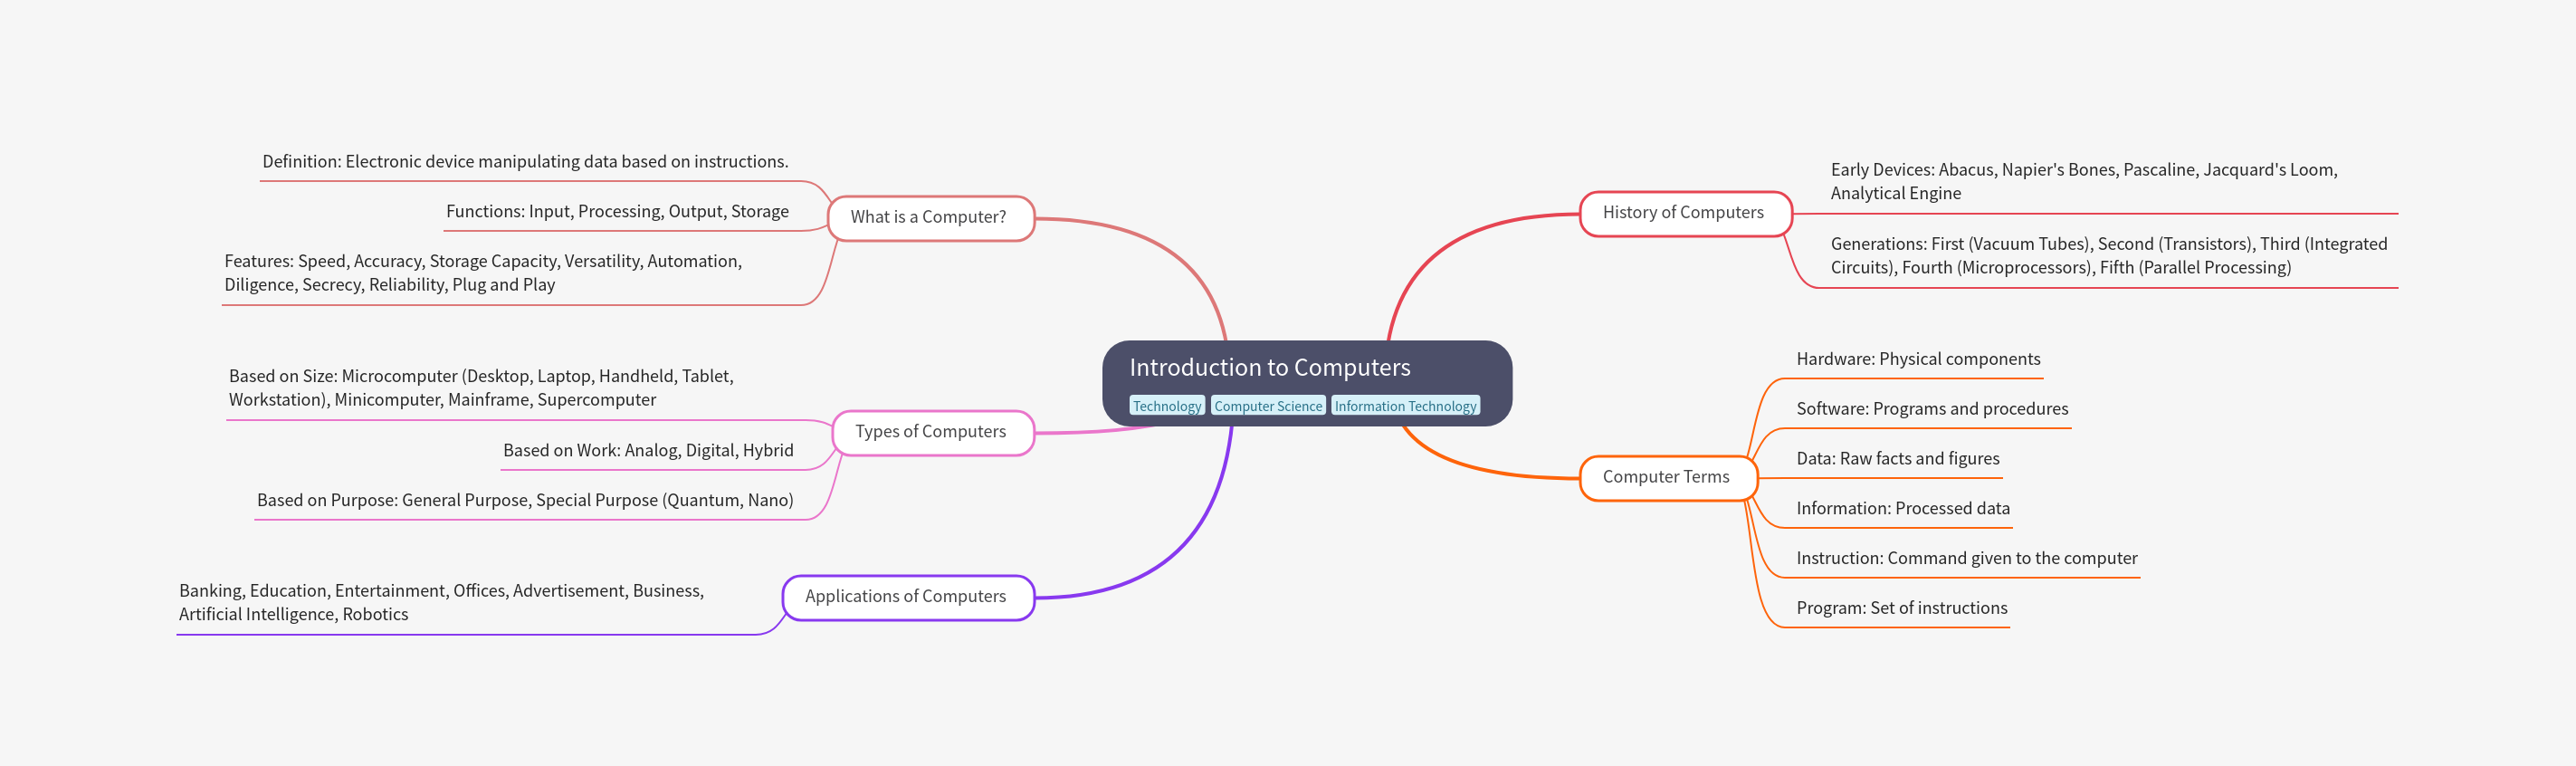 Introduction to Computers
Technology Computer Science Information Technology
What is a Computer?
Definition: Electronic device manipulating data based on instructions.
Functions: Input, Processing, Output, Storage
Features: Speed, Accuracy, Storage Capacity, Versatility, Automation,
Diligence, Secrecy, Reliability, Plug and Play
Types of Computers
Based on Size: Microcomputer (Desktop, Laptop, Handheld, Tablet,
Workstation), Minicomputer, Mainframe, Supercomputer
Based on Work: Analog, Digital, Hybrid
Based on Purpose: General Purpose, Special Purpose (Quantum, Nano)
Applications of Computers
Banking, Education, Entertainment, Offices, Advertisement, Business,
Artificial Intelligence, Robotics
History of Computers
Early Devices: Abacus, Napier's Bones, Pascaline, Jacquard's Loom,
Analytical Engine
Generations: First (Vacuum Tubes), Second (Transistors), Third (Integrated
Circuits), Fourth (Microprocessors), Fifth (Parallel Processing)
Computer Terms
Hardware: Physical components
Software: Programs and procedures
Data: Raw facts and figures
Information: Processed data
Instruction: Command given to the computer
Program: Set of instructions